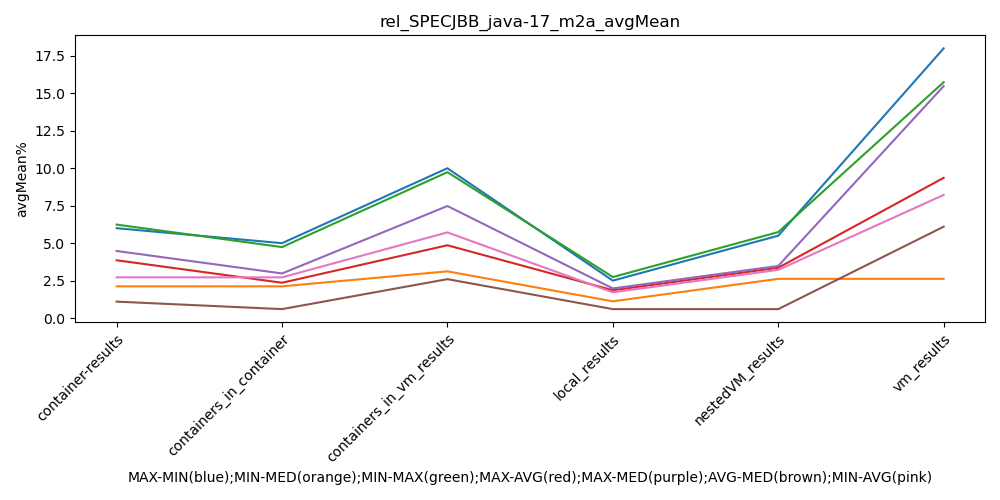 rel_SPECJBB_java-17_m2a_avgMean
avgMean%
17.5
15.0
12.5
10.0
7.5
5.0
2.5
0.0
container-results
containers_in_container
containers_in_vm_results
local_results
nestedVM_results
vm_results
MAX-MIN(blue);MIN-MED(orange);MIN-MAX(green);MAX-AVG(red);MAX-MED(purple);AVG-MED(brown);MIN-AVG(pink)